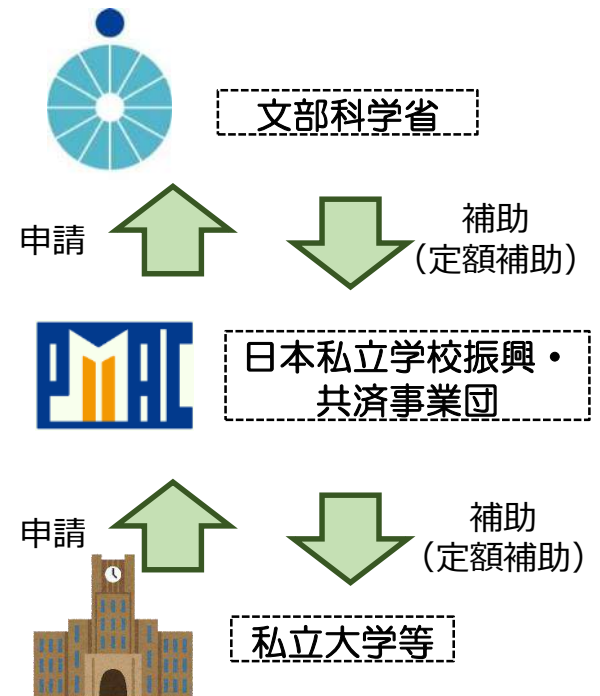 文部科学省
申請
補助
（定額補助）
PMAC
日本私立学校振興・
共済事業団
申請
補助
（定額補助）
私立大学等